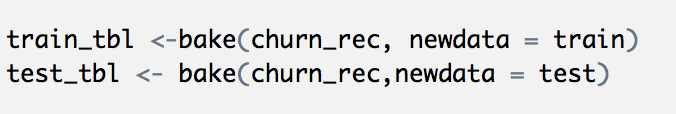 train_tbl <-bake(churn_rec, newdata = train)
test_tbl <- bake(churn_rec,newdata = test)